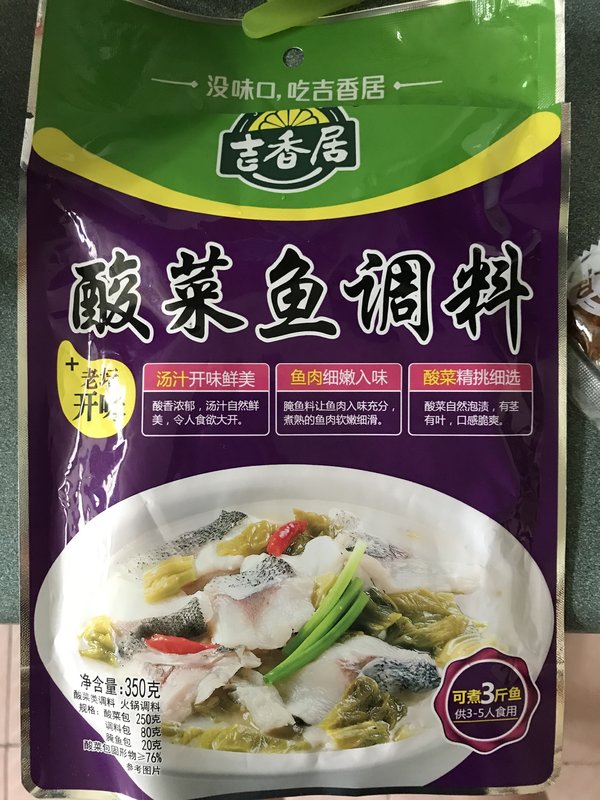 没味口,吃吉香居
吉香居
酸菜鱼调料
+老坛
开味
汤汁开味鲜美
酸香浓郁，汤汁自然鲜
美，令人食欲大开。
鱼肉细嫩入味
腌鱼料让鱼肉入味充分，
煮熟的鱼肉软嫩细滑。
酸菜精挑细选
酸菜自然泡渍，有茎
有叶，口感脆爽。
净含量:350克
酸菜类调料 火锅调料
规格：酸菜包 250克
调料包 80克
腌鱼包 20克
酸菜包固形物≥76%
参考图片
可煮3斤鱼
供3-5人食用